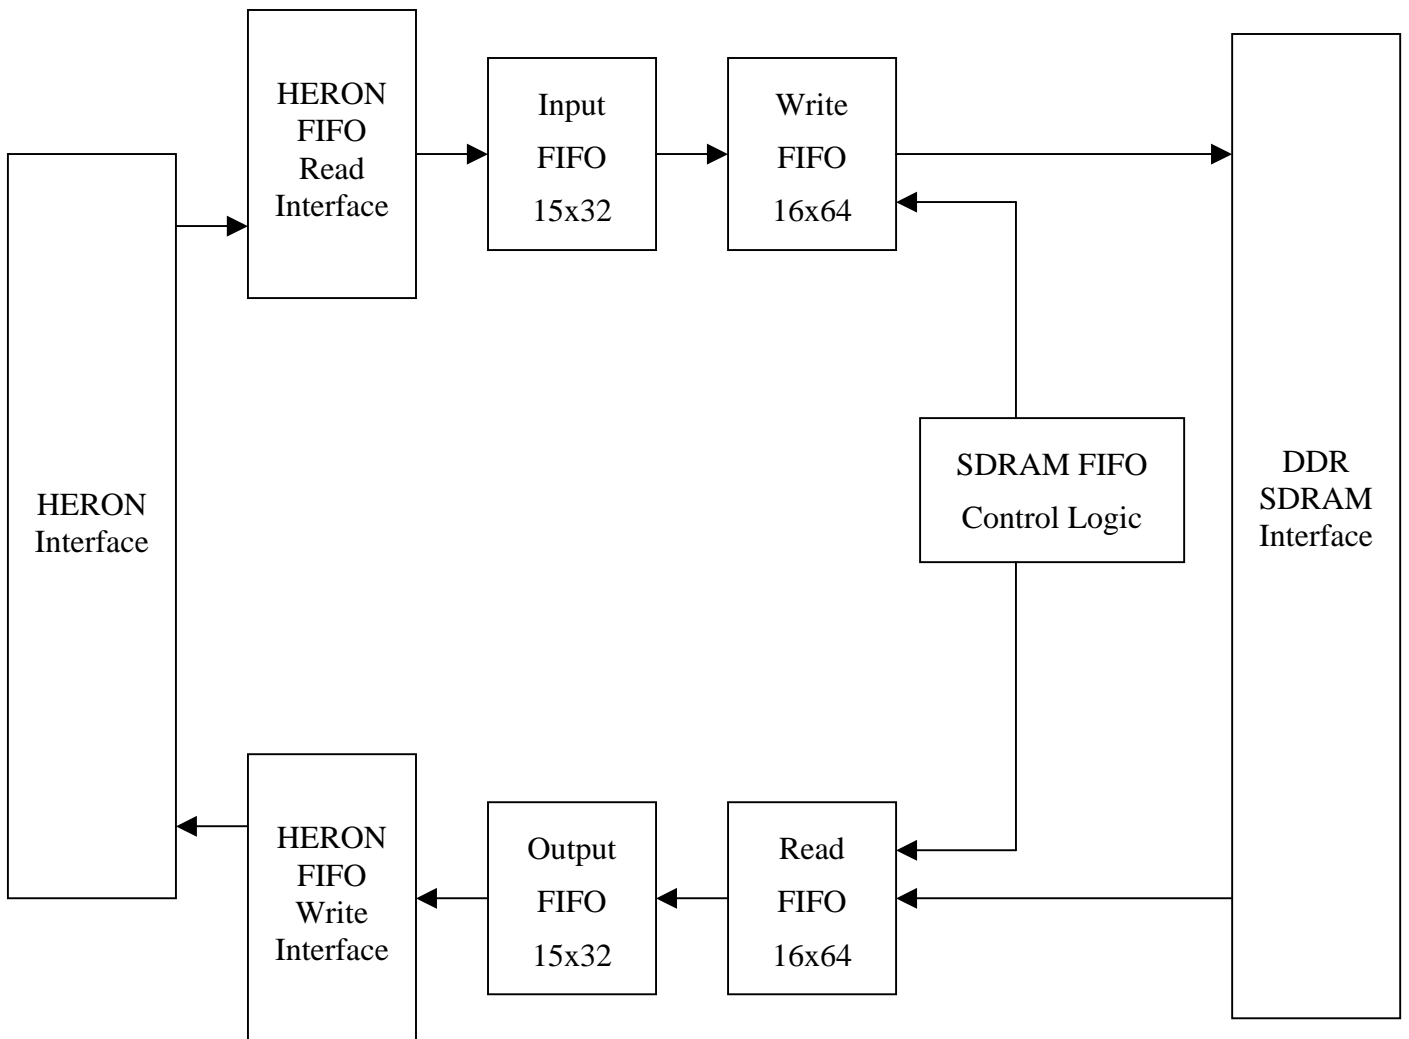 HERON
FIFO
Read
Interface
Input
FIFO
15x32
Write
FIFO
16x64
HERON
Interface
SDRAM FIFO
Control Logic
DDR
SDRAM
Interface
HERON
FIFO
Write
Interface
Output
FIFO
15x32
Read
FIFO
16x64